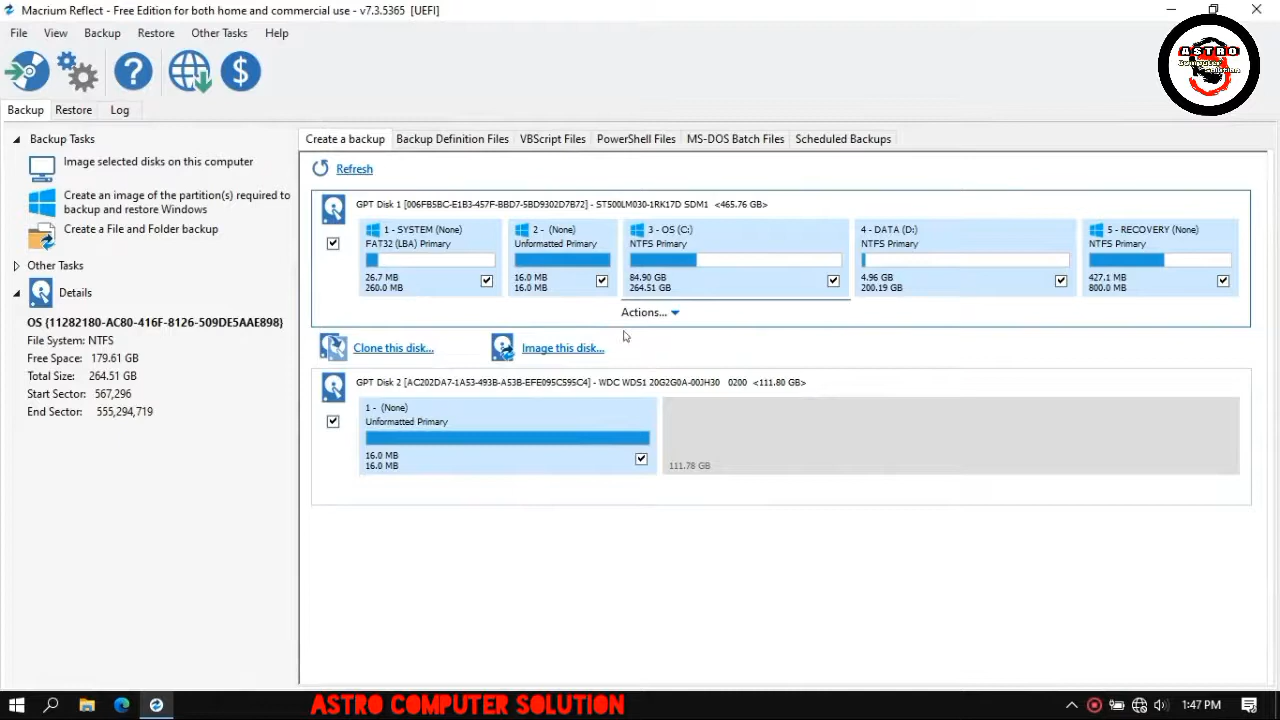 Macrium Reflect - Free Edition for both home and commercial use - v7.3.5365 [UEFI]
File View Backup Restore Other Tasks Help
ASTRO
Computer
Solution
Backup Restore Log
Backup Tasks
Image selected disks on this computer
Create an image of the partition(s) required to
backup and restore Windows
Create a File and Folder backup
Other Tasks
Details
OS (11282180-AC80-416F-8126-509DE5AAE898)
File System: NTFS
Free Space: 179.61 GB
Total Size: 264.51 GB
Start Sector: 567,296
End Sector: 555,294,719
Create a backup Backup Definition Files VBScript Files PowerShell Files MS-DOS Batch Files Scheduled Backups
Refresh
GPT Disk 1 [006FB5BC-E1B3-457F-BBD7-5BD9302D7B72] - ST500LM030-1RK17D SDM1 <465.76 GB>
1 - SYSTEM (None)
FAT32 (LBA) Primary
26.7 MB
260.0 MB
2 - (None)
Unformatted Primary
16.0 MB
16.0 MB
3 - OS (C:)
NTFS Primary
84.90 GB
264.51 GB
4 - DATA (D:)
NTFS Primary
4.96 GB
200.19 GB
5 - RECOVERY (None)
NTFS Primary
427.1 MB
800.0 MB
Actions...
Clone this disk... Image this disk...
GPT Disk 2 [AC202DA7-1A53-493B-A53B-EFE095C595C4] - WDC WDS1 20G2G0A-00JH30 0200 <111.80 GB>
1 - (None)
Unformatted Primary
16.0 MB
16.0 MB
111.78 GB
ASTRO COMPUTER SOLUTION
1:47 PM